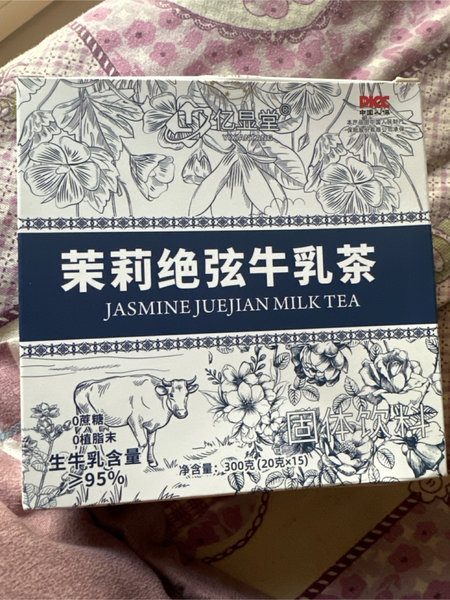 亿昰堂®
PICC
茉莉绝弦牛乳茶
JASMINE JUEJIAN MILK TEA
0蔗糖
0植脂末
生牛乳含量
≥95%
固体饮料
净含量：300克(20克×15)